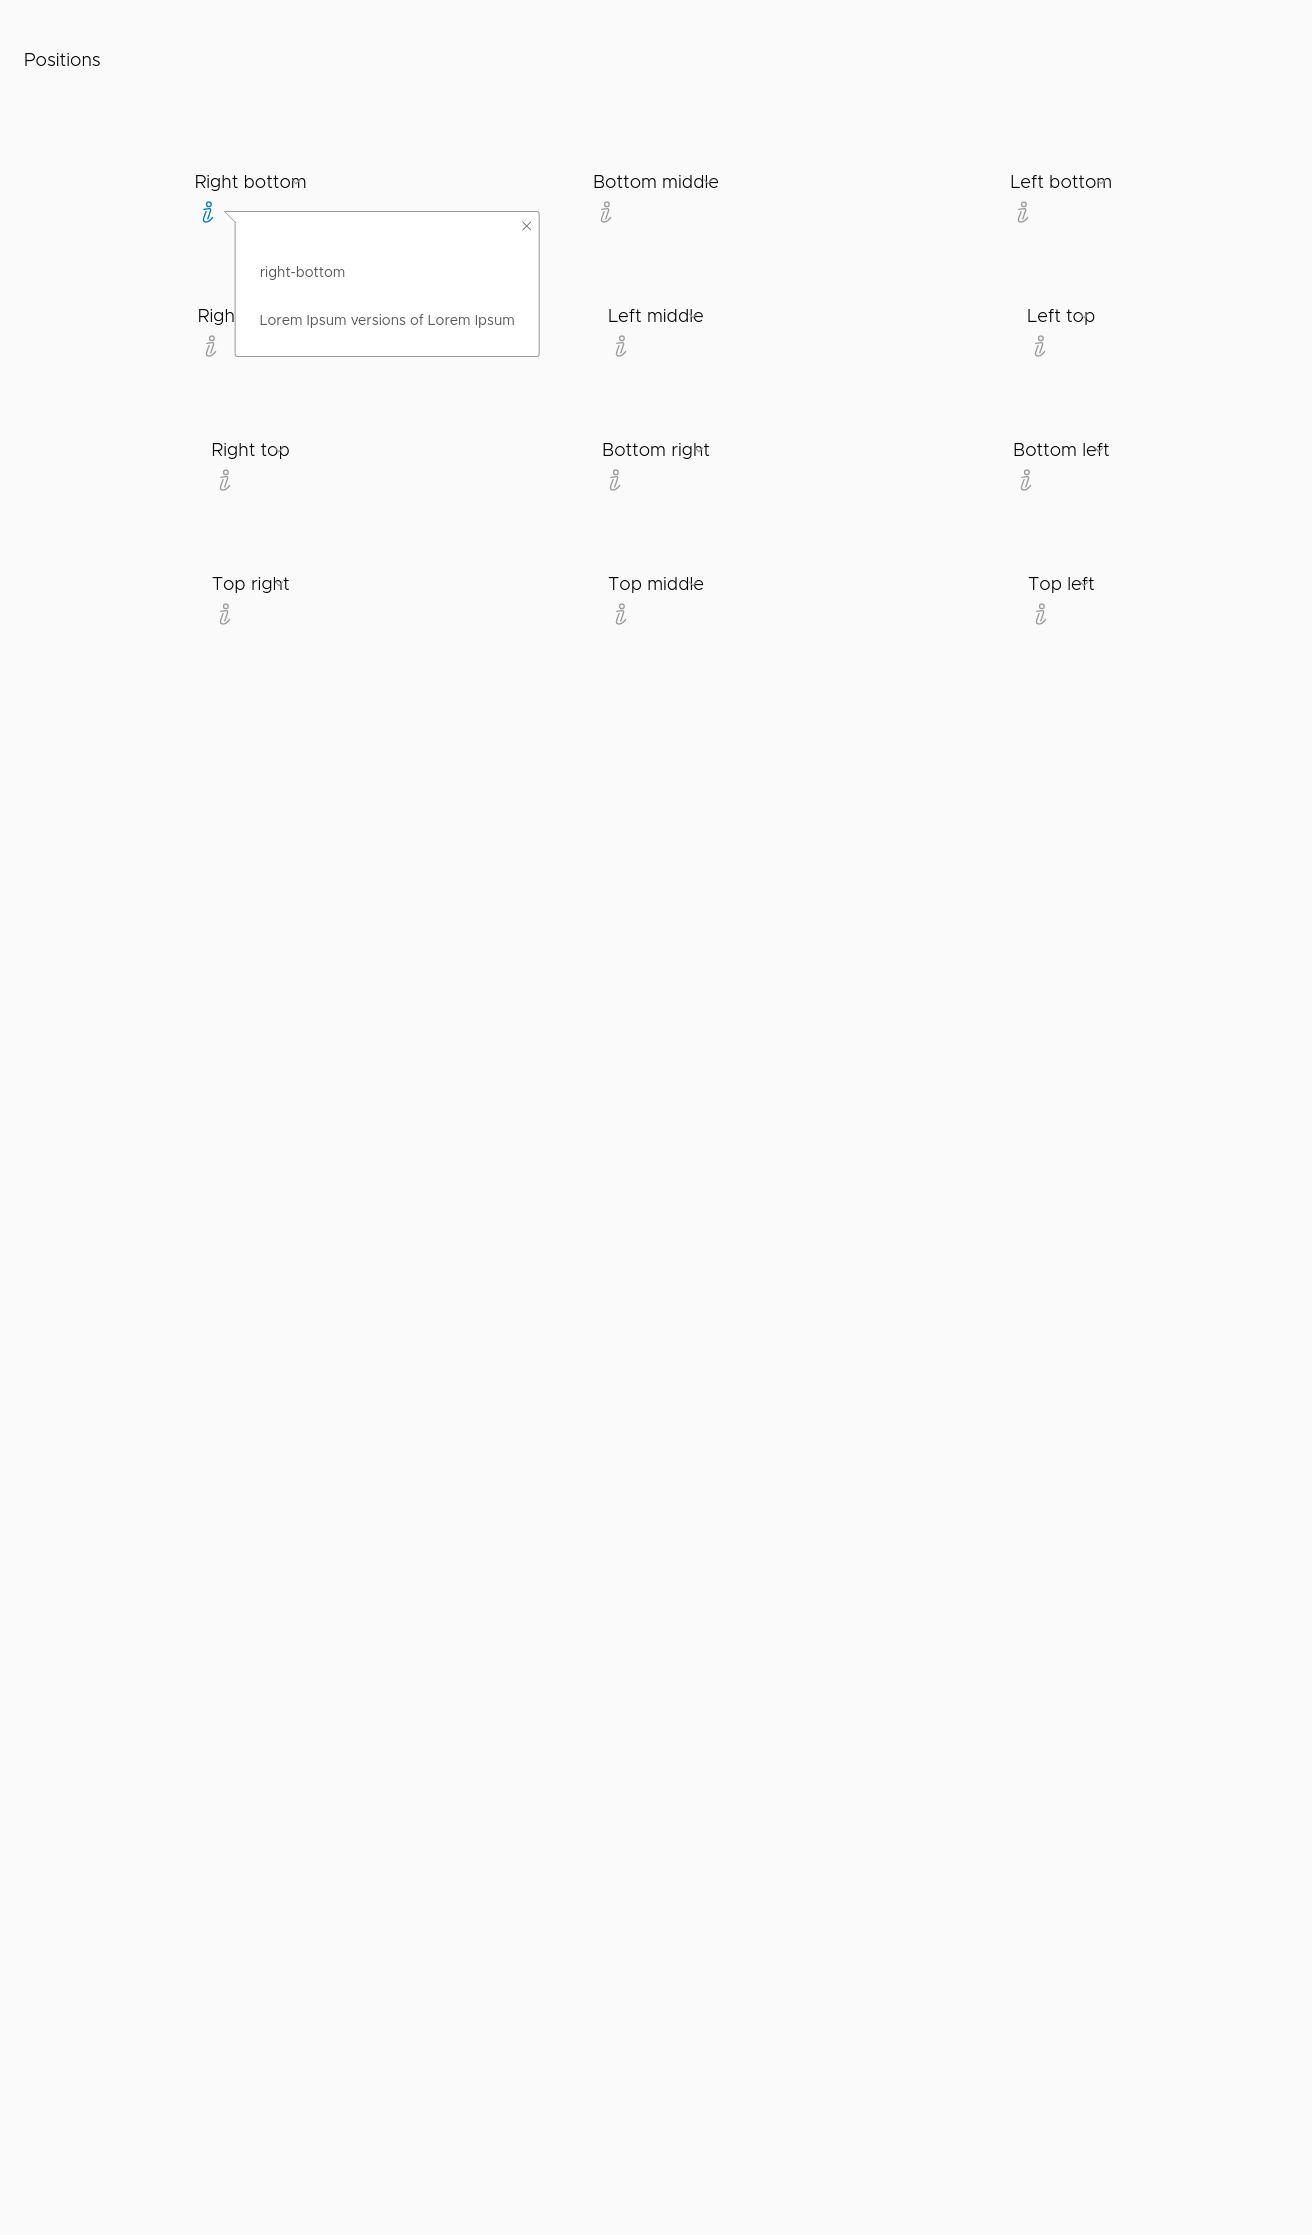 Positions
Right bottom
Bottom middle
Left bottom
right-bottom
Lorem Ipsum versions of Lorem Ipsum
Left middle
Left top
Right top
Bottom right
Bottom left
Top right
Top middle
Top left